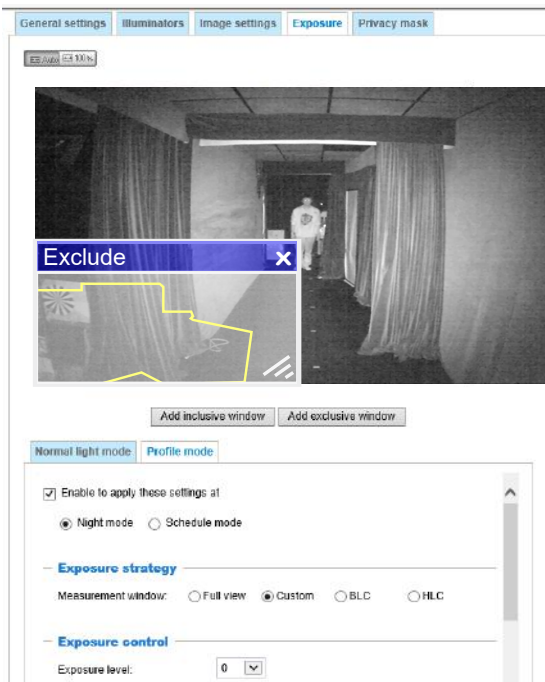 General settings Illuminators Image settings Exposure Privacy mask
Auto 100%
Exclude x
Add inclusive window Add exclusive window
Normal light mode Profile mode
Enable to apply these settings at
Night mode Schedule mode
Exposure strategy
Measurement window: Full view Custom BLC HLC
Exposure control
Exposure level: 0